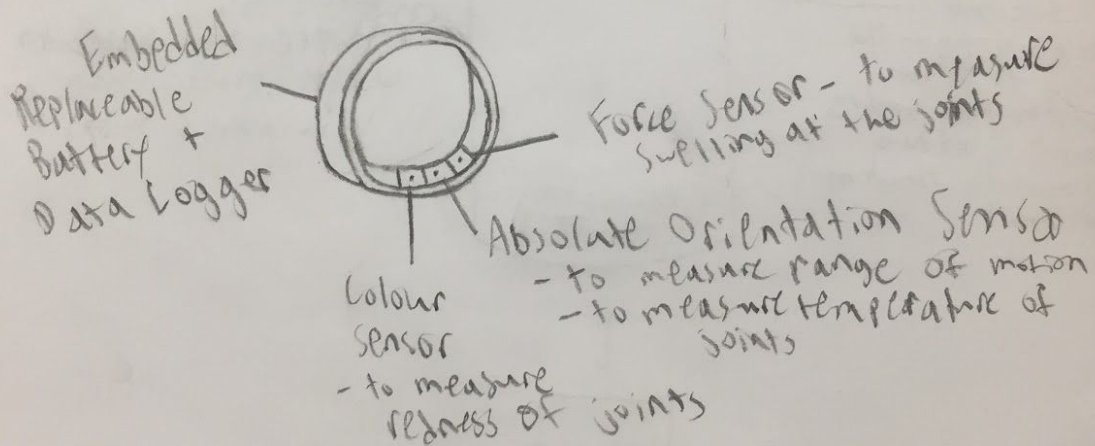 Embedded
Replaceable
Battery +
Data Logger
Force Sensor - to measure
swelling at the joints
Absolute Orientation Sensor
- to measure range of motion
- to measure temperature of
joints
Colour
sensor
- to measure
redness of joints